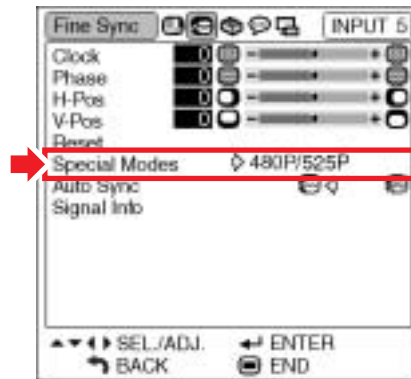 Fine Sync INPUT 5
Clock 0 - +
Phase 0 - +
H-Pos 0 - +
V-Pos 0 - +
Reset
Special Modes 480P/525P
Auto Sync
Signal Info
SEL./ADJ. ENTER
BACK END